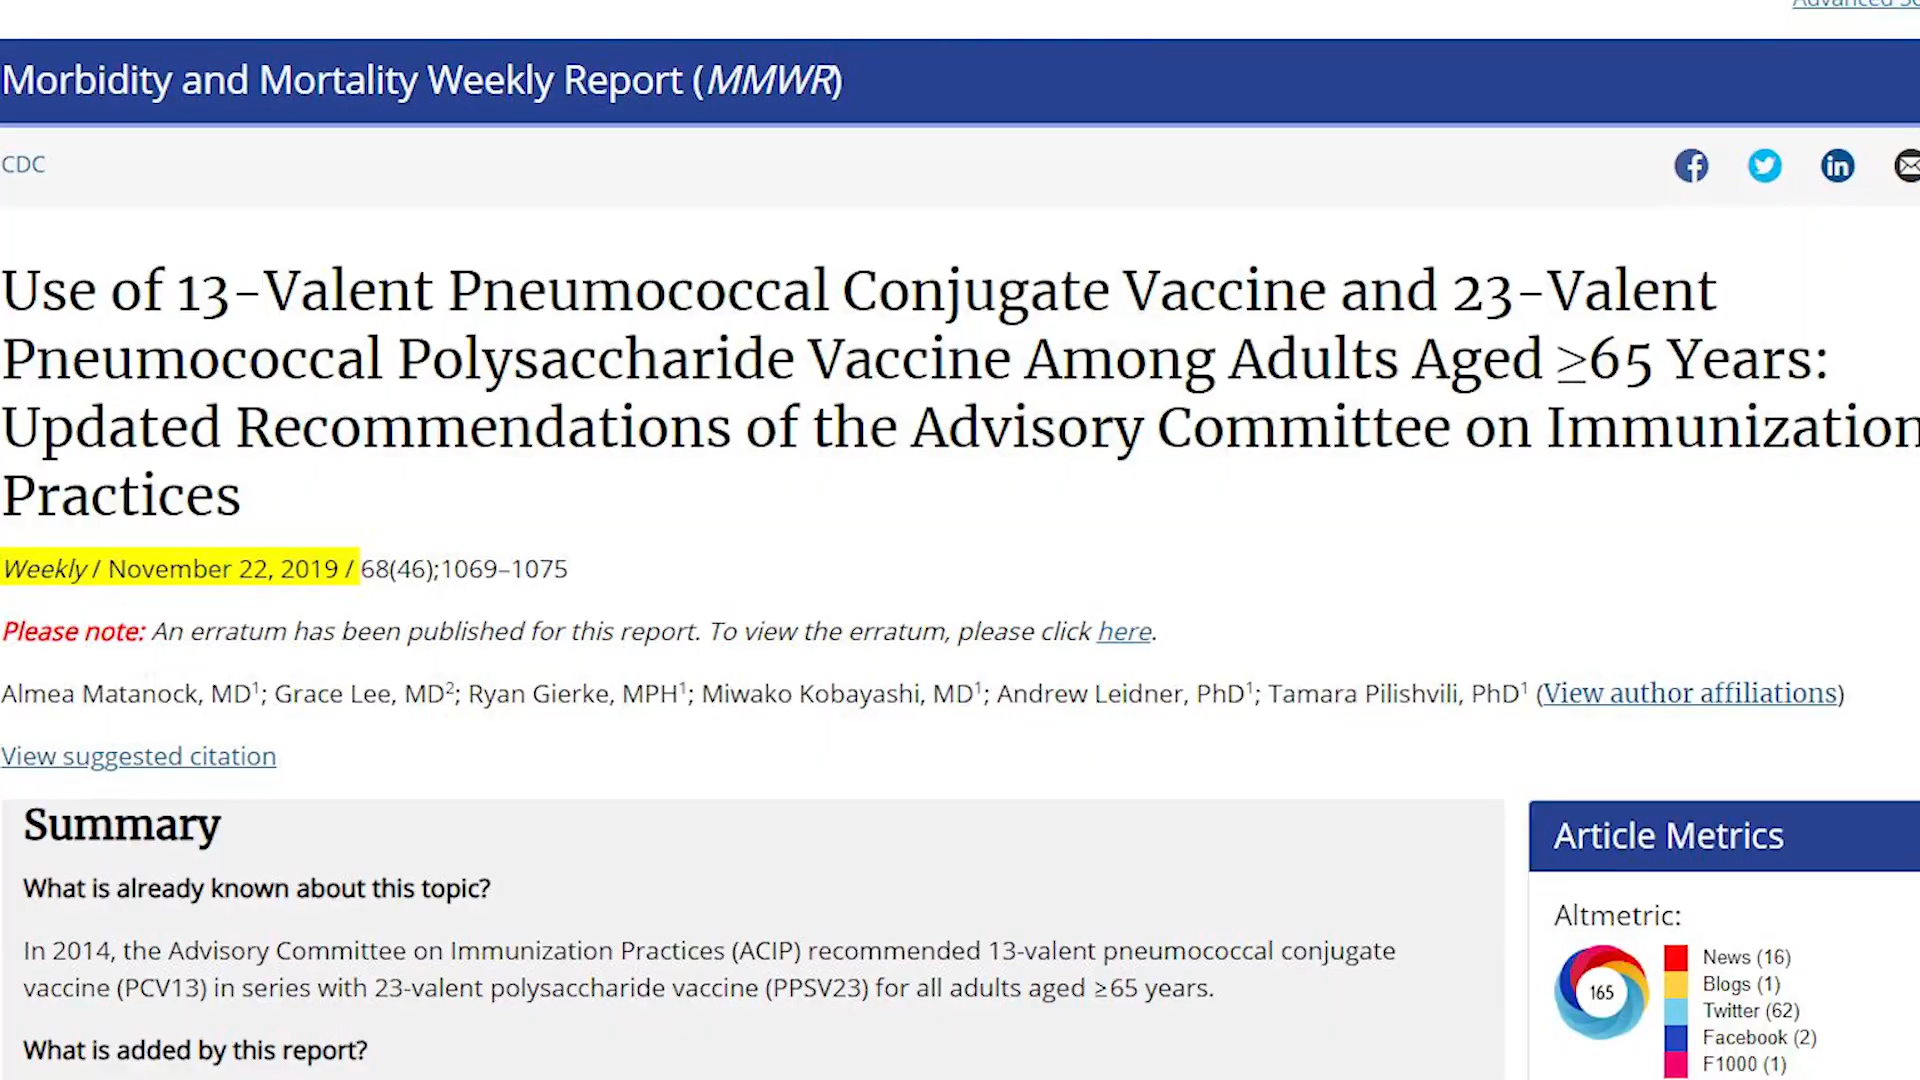 Advanced Se
Morbidity and Mortality Weekly Report (MMWR)
CDC
Use of 13-Valent Pneumococcal Conjugate Vaccine and 23-Valent
Pneumococcal Polysaccharide Vaccine Among Adults Aged ≥65 Years:
Updated Recommendations of the Advisory Committee on Immunization
Practices
Weekly / November 22, 2019 / 68(46);1069–1075
Please note: An erratum has been published for this report. To view the erratum, please click here.
Almea Matanock, MD1; Grace Lee, MD2; Ryan Gierke, MPH1; Miwako Kobayashi, MD1; Andrew Leidner, PhD1; Tamara Pilishvili, PhD1 (View author affiliations)
View suggested citation
Summary
What is already known about this topic?
In 2014, the Advisory Committee on Immunization Practices (ACIP) recommended 13-valent pneumococcal conjugate
vaccine (PCV13) in series with 23-valent polysaccharide vaccine (PPSV23) for all adults aged ≥65 years.
What is added by this report?
Article Metrics
Altmetric:
165
News (16)
Blogs (1)
Twitter (62)
Facebook (2)
F1000 (1)